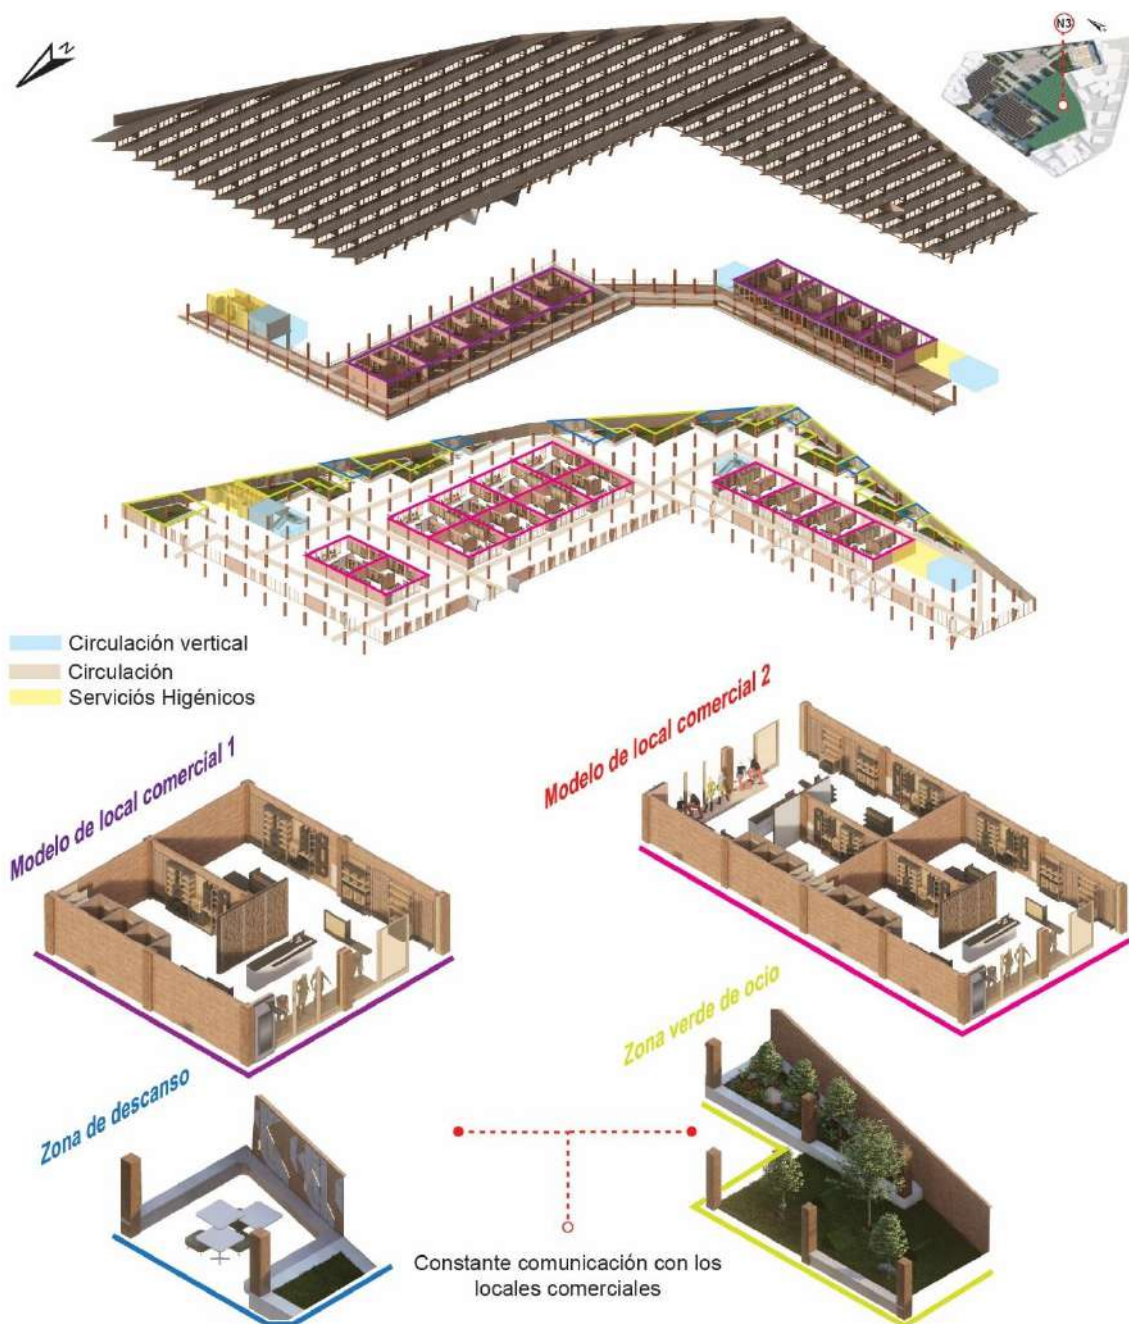 N
N3
Circulación vertical
Circulación
Serviciós Higénicos
Modelo de local comercial 1
Modelo de local comercial 2
Zona de descanso
Zona verde de ocio
Constante comunicación con los
locales comerciales